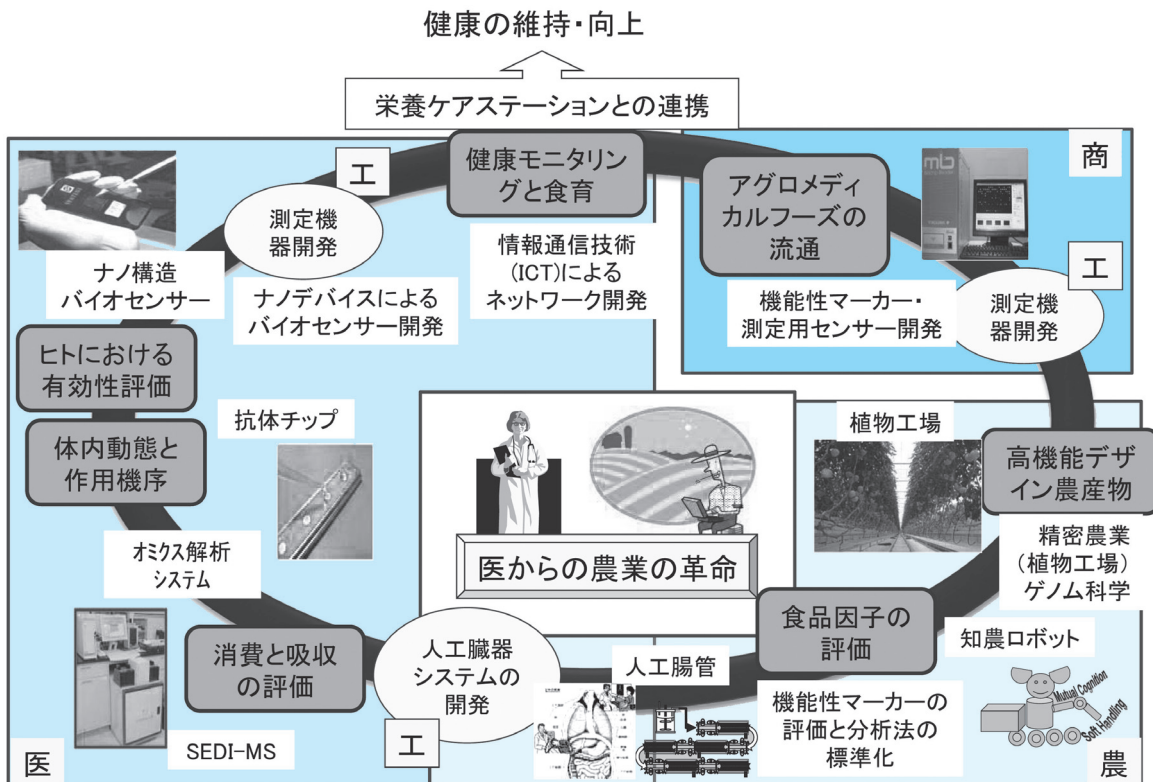 健康の維持・向上
栄養ケアステーションとの連携
工
健康モニタリン
グと食育
商
アグロメディ
カルフーズの
流通
mb
測定機
器開発
工
ナノ構造
バイオセンサー
ナノデバイスによる
バイオセンサー開発
情報通信技術
(ICT)による
ネットワーク開発
機能性マーカー・
測定用センサー開発
測定機
器開発
ヒトにおける
有効性評価
体内動態と
作用機序
抗体チップ
植物工場
高機能デザ
イン農産物
オミクス解析
システム
医からの農業の革命
精密農業
(植物工場)
ゲノム科学
消費と吸収
の評価
人工臓器
システムの
開発
人工腸管
食品因子の
評価
知農ロボット
Mutual Cognition
Soft Handling
機能性マーカーの
評価と分析法の
標準化
SEDI-MS
医
工
農